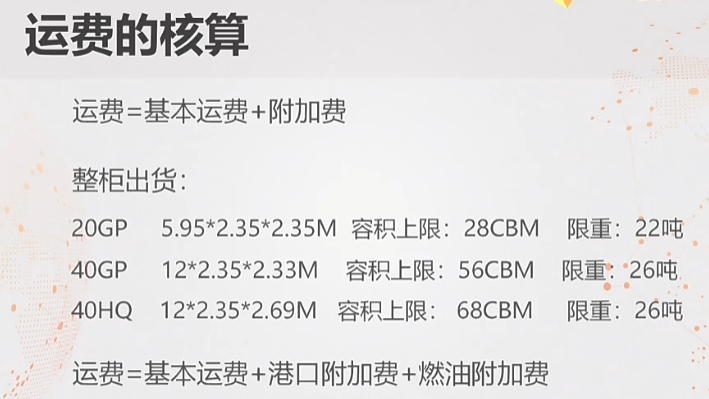 运费的核算
运费=基本运费+附加费
整柜出货：
20GP 5.95*2.35*2.35M 容积上限：28CBM 限重：22吨
40GP 12*2.35*2.33M 容积上限：56CBM 限重：26吨
40HQ 12*2.35*2.69M 容积上限： 68CBM 限重：26吨
运费=基本运费+港口附加费+燃油附加费